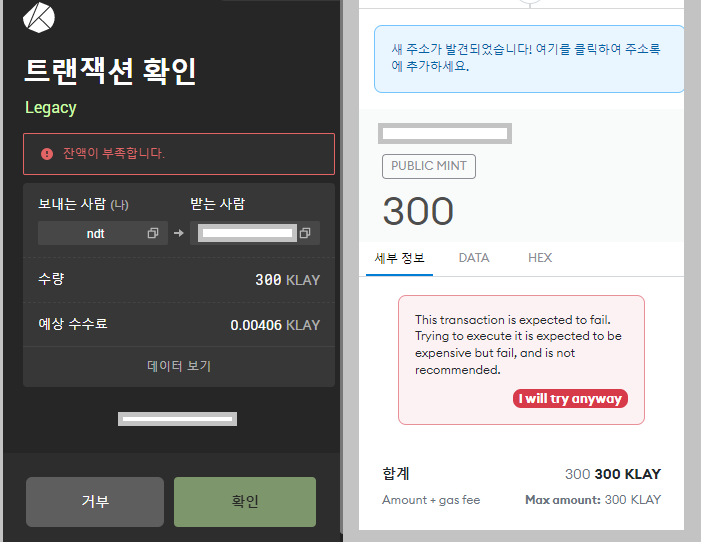 트랜잭션 확인
Legacy
잔액이 부족합니다.
보내는 사람 (나)
받는 사람
ndt
수량
300 KLAY
예상 수수료
0.00406 KLAY
데이터 보기
거부
확인
새 주소가 발견되었습니다! 여기를 클릭하여 주소록
에 추가하세요.
PUBLIC MINT
300
세부 정보
DATA
HEX
This transaction is expected to fail.
Trying to execute it is expected to be
expensive but fail, and is not
recommended.
I will try anyway
합계
300 300 KLAY
Amount + gas fee
Max amount: 300 KLAY